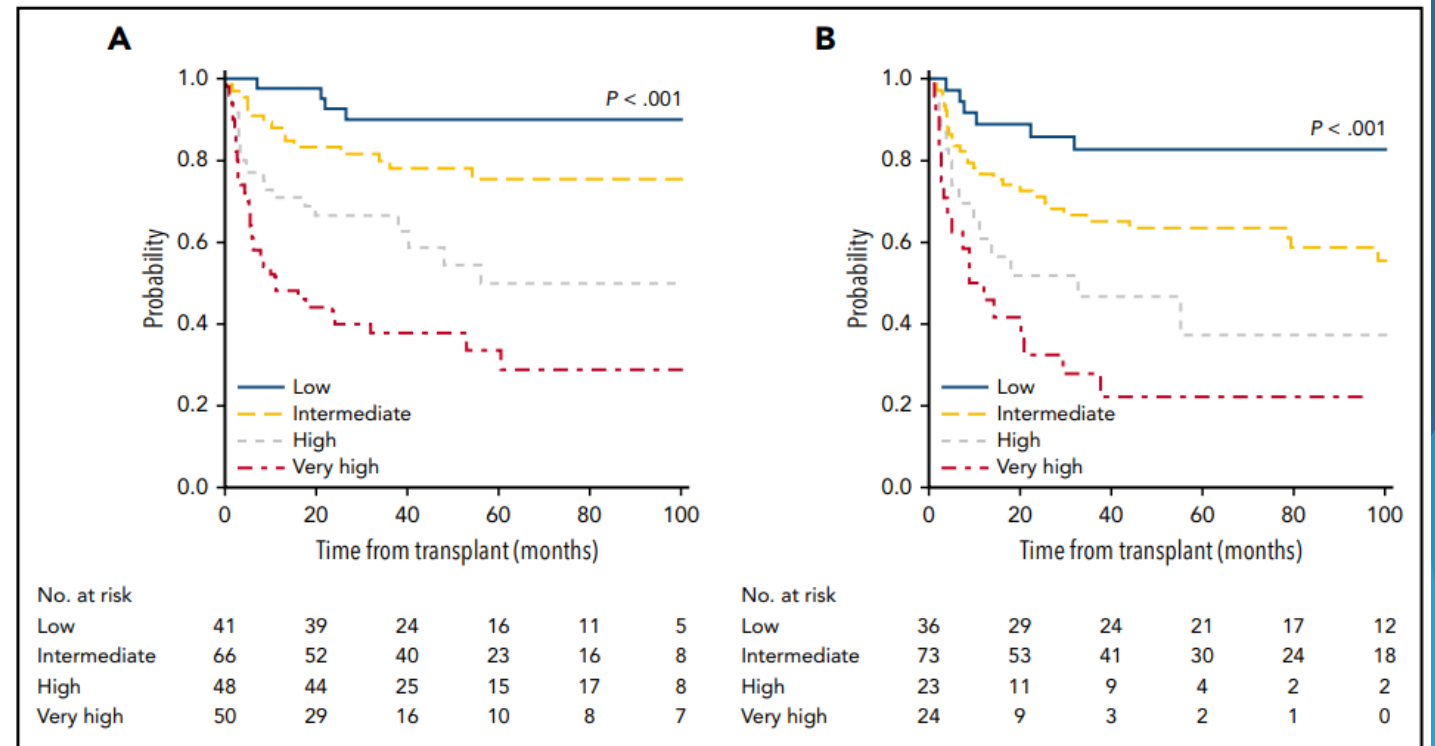 A
1.0
0.8
0.6
0.4
0.2
0.0
Probability
P < .001
Low
Intermediate
High
Very high
0 20 40 60 80 100
Time from transplant (months)
No. at risk
Low 41 39 24 16 11 5
Intermediate 66 52 40 23 16 8
High 48 44 25 15 17 8
Very high 50 29 16 10 8 7
B
1.0
0.8
0.6
0.4
0.2
0.0
Probability
P < .001
Low
Intermediate
High
Very high
0 20 40 60 80 100
Time from transplant (months)
No. at risk
Low 36 29 24 21 17 12
Intermediate 73 53 41 30 24 18
High 23 11 9 4 2 2
Very high 24 9 3 2 1 0